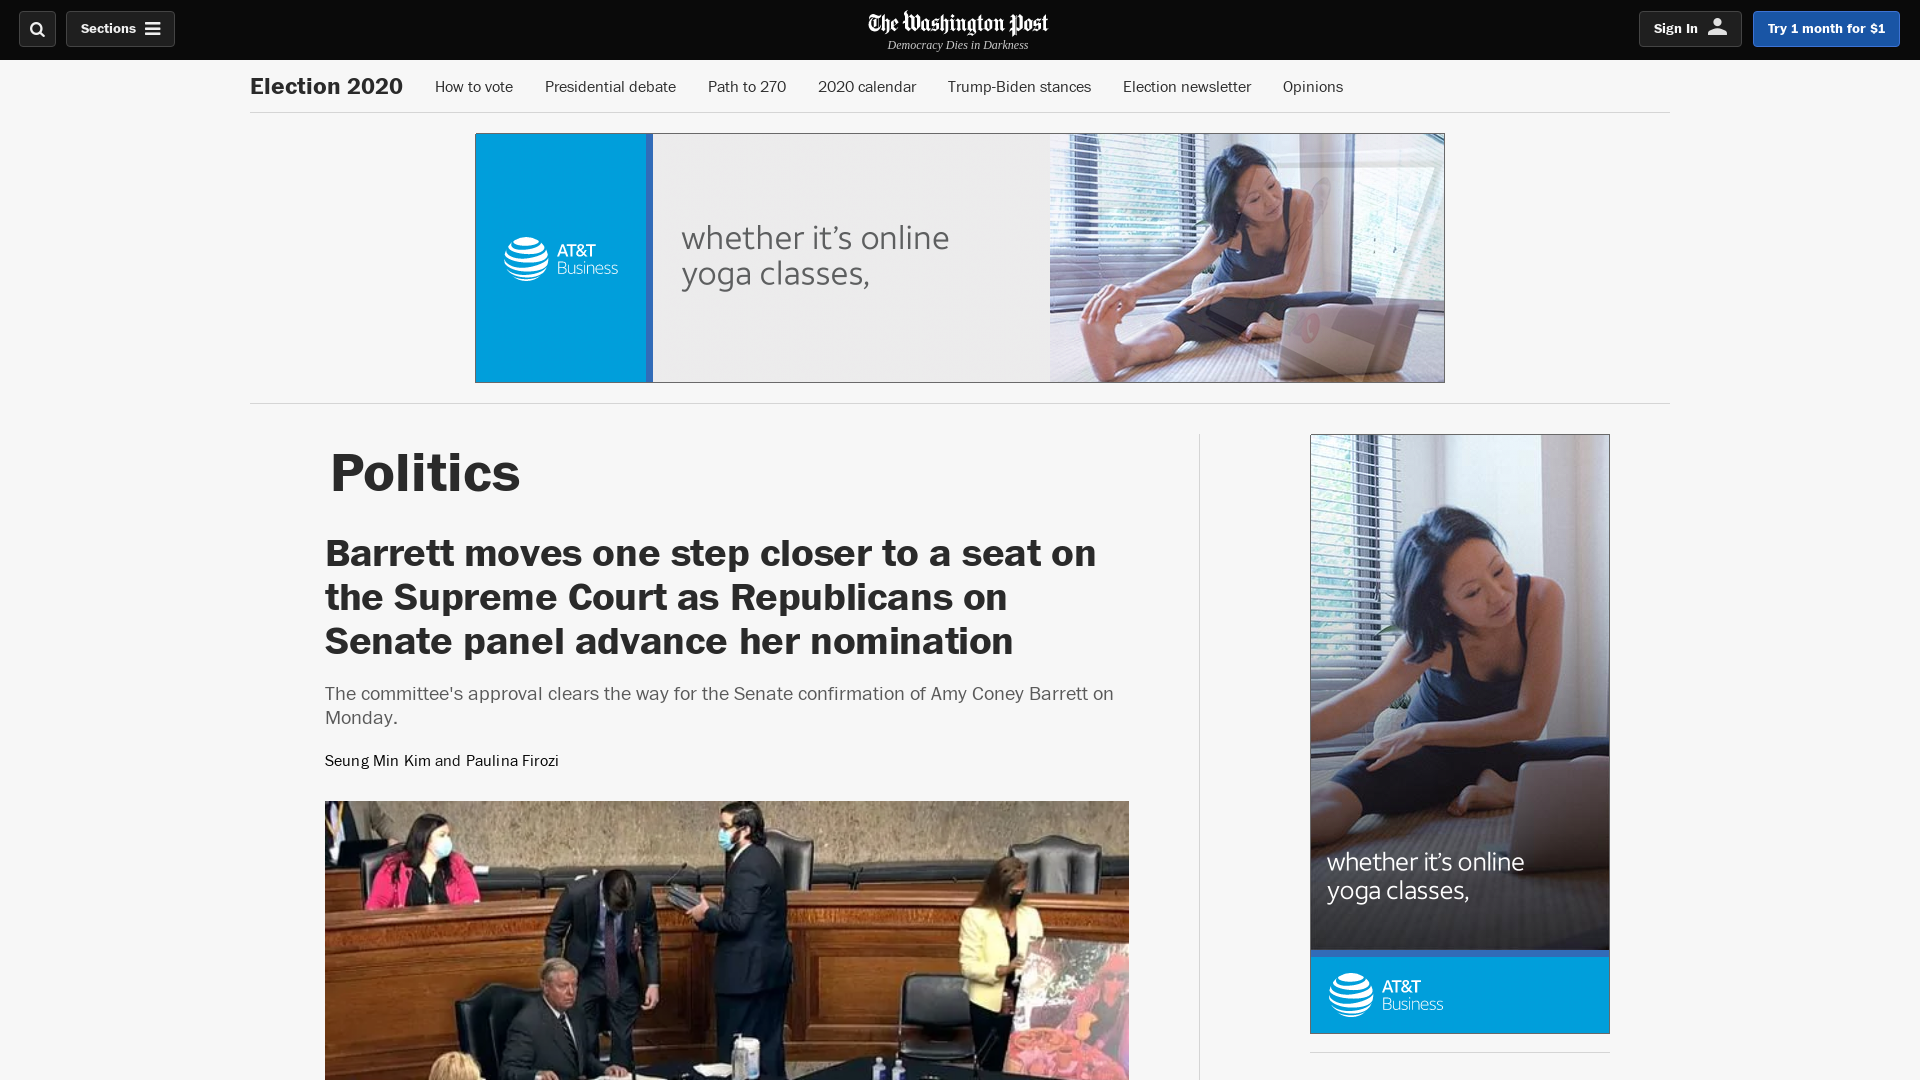 Sections
The Washington Post
Democracy Dies in Darkness
Sign In
Try 1 month for $1
Election 2020
How to vote
Presidential debate
Path to 270
2020 calendar
Trump-Biden stances
Election newsletter
Opinions
AT&T
Business
whether it's online
yoga classes,
Politics
Barrett moves one step closer to a seat on
the Supreme Court as Republicans on
Senate panel advance her nomination
The committee's approval clears the way for the Senate confirmation of Amy Coney Barrett on
Monday.
Seung Min Kim and Paulina Firozi
whether it's online
yoga classes,
AT&T
Business